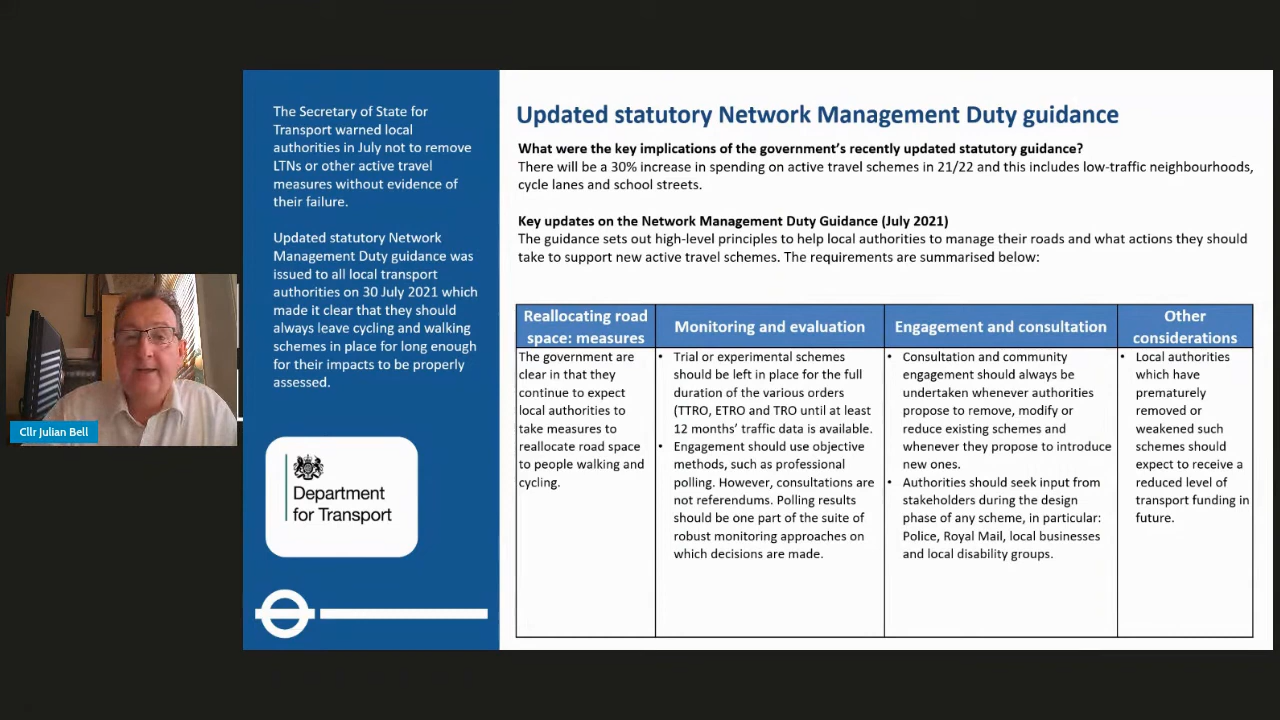 The Secretary of State for
Transport warned local
authorities in July not to remove
LTNs or other active travel
measures without evidence of
their failure.
Updated statutory Network
Management Duty guidance was
issued to all local transport
authorities on 30 July 2021 which
made it clear that they should
always leave cycling and walking
schemes in place for long enough
for their impacts to be properly
assessed.
Department
for Transport
Cllr Julian Bell
Updated statutory Network Management Duty guidance
What were the key implications of the government's recently updated statutory guidance?
There will be a 30% increase in spending on active travel schemes in 21/22 and this includes low-traffic neighbourhoods,
cycle lanes and school streets.
Key updates on the Network Management Duty Guidance (July 2021)
The guidance sets out high-level principles to help local authorities to manage their roads and what actions they should
take to support new active travel schemes. The requirements are summarised below:
Reallocating road
space: measures
The government are
clear in that they
continue to expect
local authorities to
take measures to
reallocate road space
to people walking and
cycling.
Monitoring and evaluation
• Trial or experimental schemes
should be left in place for the full
duration of the various orders
(TTRO, ETRO and TRO until at least
12 months' traffic data is available.
• Engagement should use objective
methods, such as professional
polling. However, consultations are
not referendums. Polling results
should be one part of the suite of
robust monitoring approaches on
which decisions are made.
Engagement and consultation
• Consultation and community
engagement should always be
undertaken whenever authorities
propose to remove, modify or
reduce existing schemes and
whenever they propose to introduce
new ones.
• Authorities should seek input from
stakeholders during the design
phase of any scheme, in particular:
Police, Royal Mail, local businesses
and local disability groups.
Other
considerations
• Local authorities
which have
prematurely
removed or
weakened such
schemes should
expect to receive a
reduced level of
transport funding in
future.